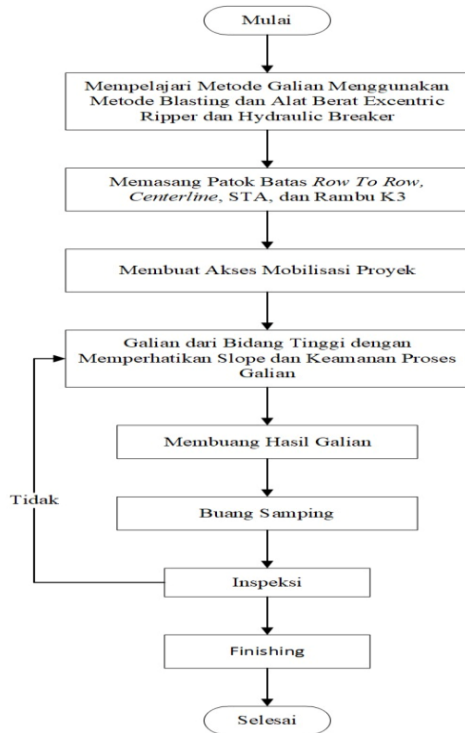 Mulai
Mempelajari Metode Galian Menggunakan
Metode Blasting dan Alat Berat Excentric
Ripper dan Hydraulic Breaker
Memasang Patok Batas Row To Row,
Centerline, STA, dan Rambu K3
Membuat Akses Mobilisasi Proyek
Galian dari Bidang Tinggi dengan
Memperhatikan Slope dan Keamanan Proses
Galian
Membuang Hasil Galian
Tidak
Buang Samping
Inspeksi
Finishing
Selesai